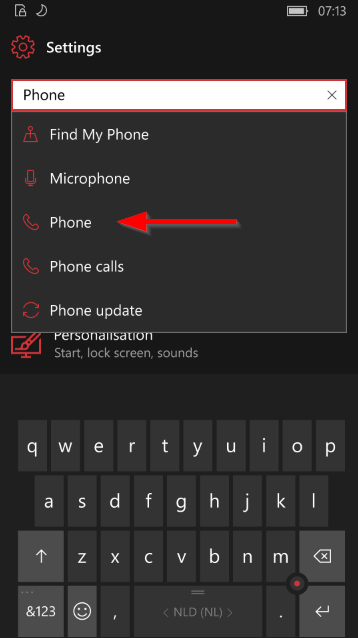 07:13
Settings
Phone
Find My Phone
Microphone
Phone
Phone calls
Phone update
Personalisation
Start, lock screen, sounds
q w e r t y u i o p
a s d f g h j k l
z x c v b n m
&123 , < NLD (NL) > .